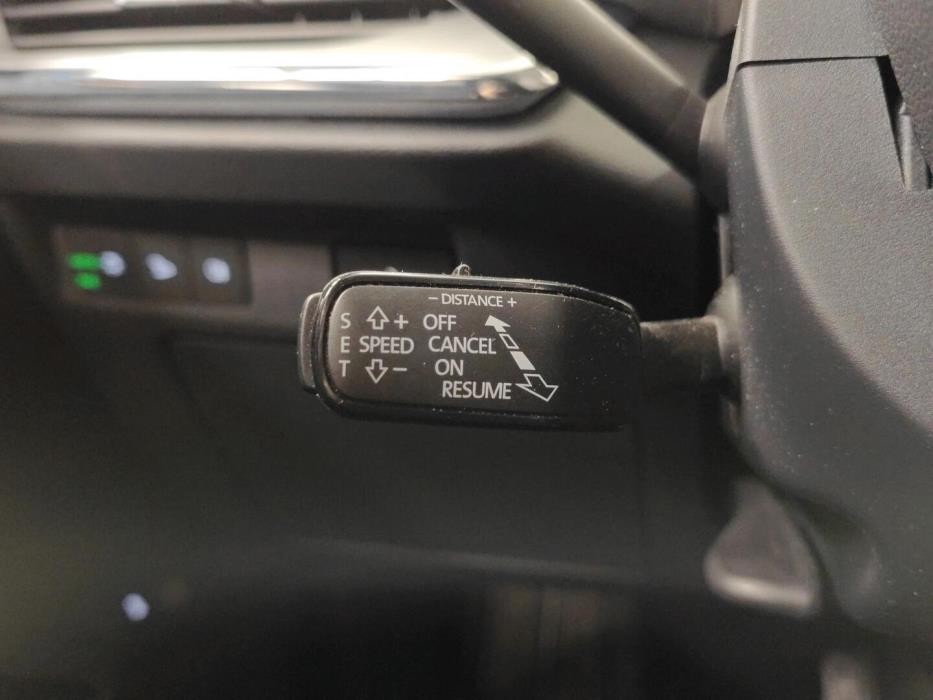 - DISTANCE +
S + OFF
E SPEED CANCEL
T - ON
RESUME